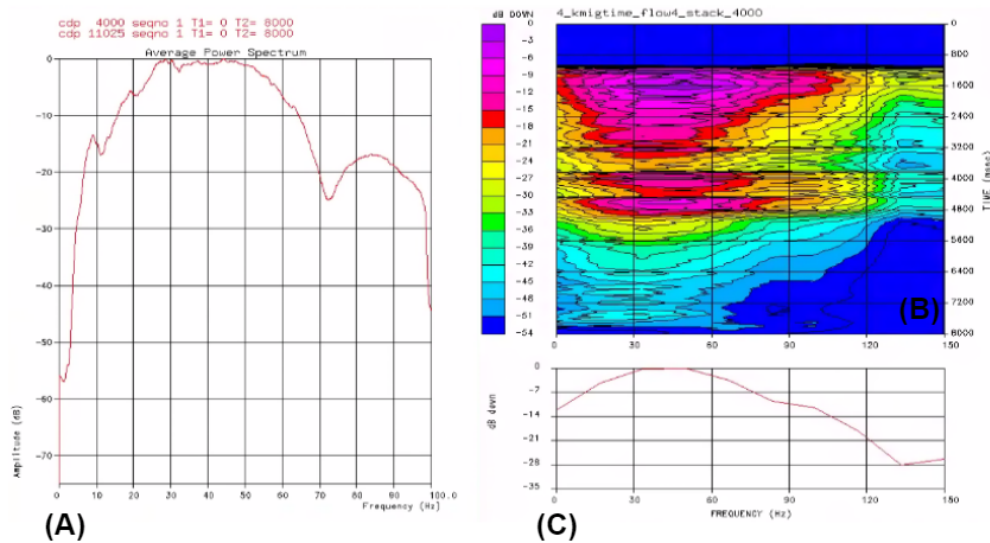 cdp 4000 seqno 1 T1= 0 T2= 8000
cdp 11025 seqno 1 T1= 0 T2= 8000
Average Power Spectrum
0
-10
-20
-30
-40
-50
-60
-70
Amplitude (dB)
0 10 20 30 40 50 60 70 80 90 100.0
Frequency (Hz)
(A)
dB DOWN
4_kmigtime_flow4_stack_4000
0
-3
-6
-9
-12
-15
-18
-21
-24
-27
-30
-33
-36
-39
-42
-45
-48
-51
-54
0
800
1600
2400
3200
4000
4800
5600
6400
7200
8000
TIME (msec)
(B)
0 30 60 90 120 150
0
-7
-14
-21
-28
-35
dB down
0 30 60 90 120 150
FREQUENCY (Hz)
(C)